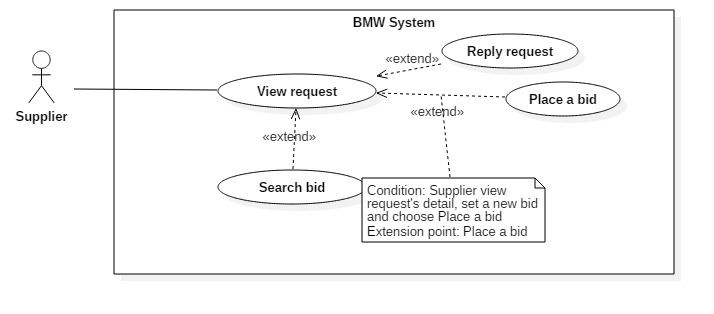 BMW System
«extend»
Reply request
View request
Place a bid
Supplier
«extend»
«extend»
Search bid
Condition: Supplier view
request's detail, set a new bid
and choose Place a bid
Extension point: Place a bid